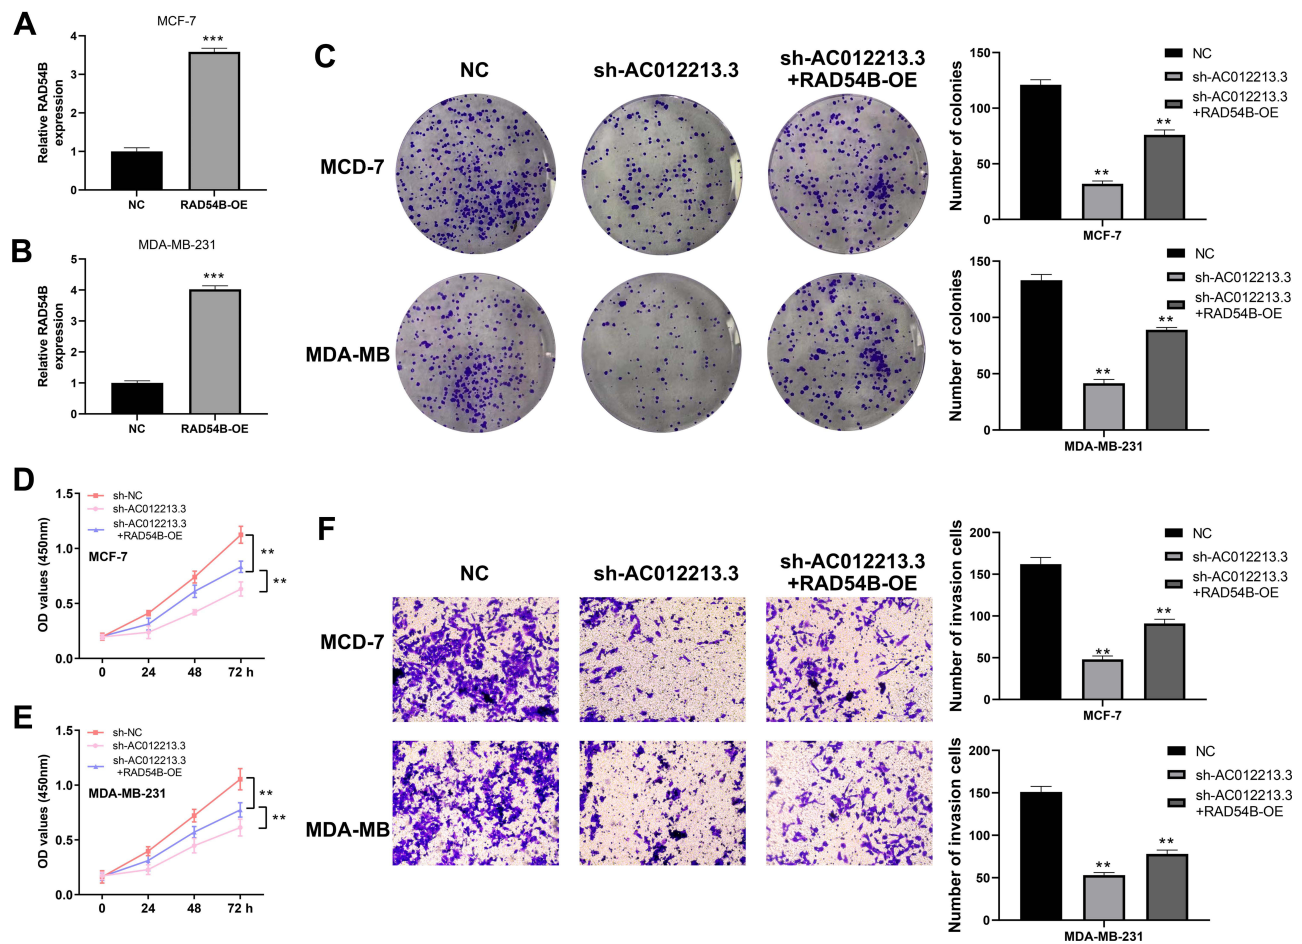 A
MCF-7
Relative RAD54B
expression
4
3
2
1
0
***
NC
RAD54B-OE
B
MDA-MB-231
Relative RAD54B
expression
5
4
3
2
1
0
***
NC
RAD54B-OE
C
NC
sh-AC012213.3
sh-AC012213.3
+RAD54B-OE
MCD-7
MDA-MB
Number of colonies
150
100
50
0
**
**
MCF-7
NC
sh-AC012213.3
sh-AC012213.3
+RAD54B-OE
Number of colonies
150
100
50
0
**
**
MDA-MB-231
NC
sh-AC012213.3
sh-AC012213.3
+RAD54B-OE
D
OD values (450nm)
1.5
1.0
0.5
0.0
sh-NC
sh-AC012213.3
sh-AC012213.3
+RAD54B-OE
MCF-7
**
**
0 24 48 72 h
E
OD values (450nm)
1.5
1.0
0.5
0.0
sh-NC
sh-AC012213.3
sh-AC012213.3
+RAD54B-OE
MDA-MB-231
**
**
0 24 48 72 h
F
NC
sh-AC012213.3
sh-AC012213.3
+RAD54B-OE
MCD-7
MDA-MB
Number of invasion cells
200
150
100
50
0
**
**
MCF-7
NC
sh-AC012213.3
sh-AC012213.3
+RAD54B-OE
Number of invasion cells
200
150
100
50
0
**
**
MDA-MB-231
NC
sh-AC012213.3
sh-AC012213.3
+RAD54B-OE